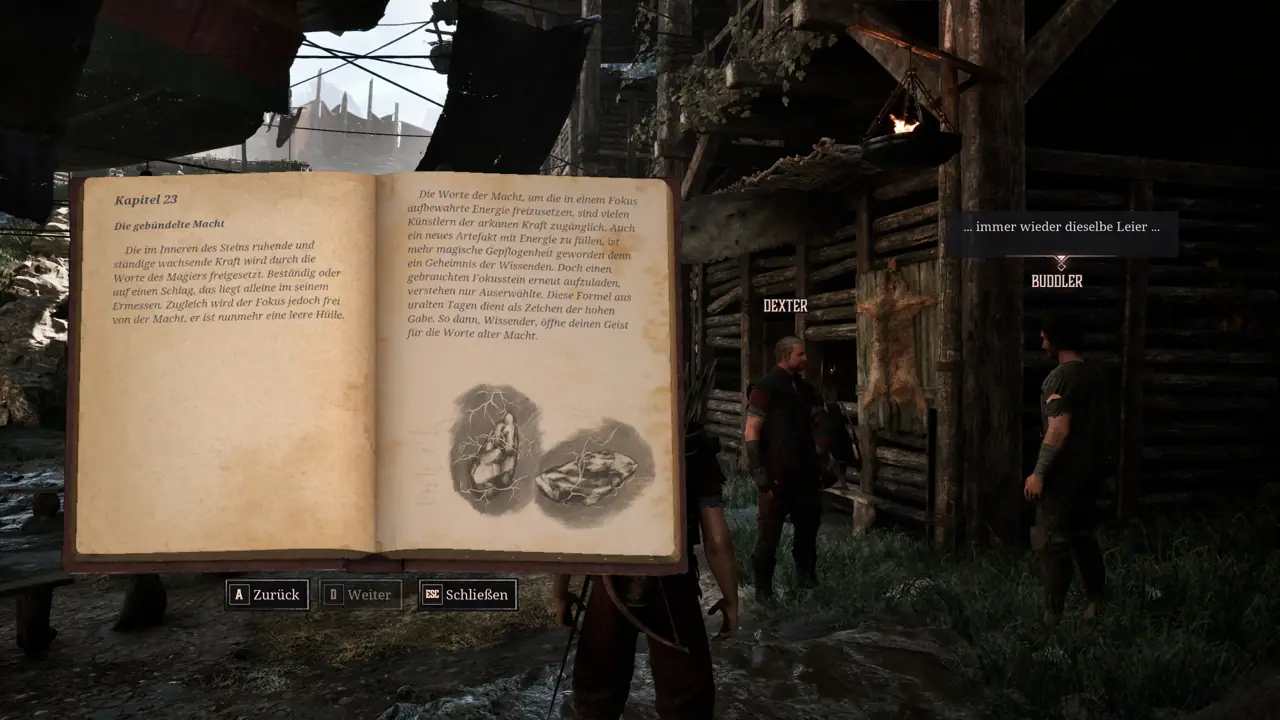 Kapitel 23
Die gebündelte Macht
Die im Inneren des Steins ruhende und
ständige wachsende Kraft wird durch die
Worte des Magiers freigesetzt. Beständig oder
auf einen Schlag, das liegt alleine im seinem
Ermessen. Zugleich wird der Fokus jedoch frei
von der Macht, er ist nunmehr eine leere Hülle.
Die Worte der Macht, um die in einem Fokus
aufbewahrte Energie freizusetzen, sind vielen
Künstlern der arkanen Kraft zugänglich. Auch
ein neues Artefakt mit Energie zu füllen, ist
mehr magische Gepflogenheit geworden denn
ein Geheimnis der Wissenden. Doch einen
gebrauchten Fokusstein erneut aufzuladen,
verstehen nur Auserwählte. Diese Formel aus
uralten Tagen dient als Zeichen der hohen
Gabe. So dann, Wissender, öffne deinen Geist
für die Worte alter Macht.
... immer wieder dieselbe Leier ...
BUDDLER
DEXTER
A Zurück
D Weiter
ESC Schließen